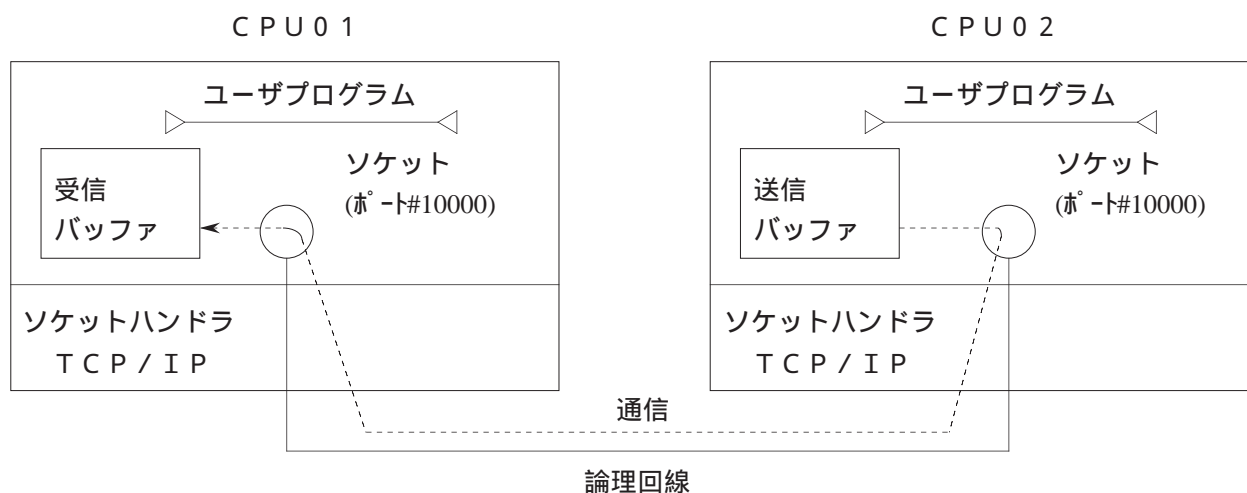 CPU01
ユーザプログラム
受信
バッファ
ソケット
(ﾎﾟｰﾄ#10000)
ソケットハンドラ
TCP/IP
CPU02
ユーザプログラム
送信
バッファ
ソケット
(ﾎﾟｰﾄ#10000)
ソケットハンドラ
TCP/IP
通信
論理回線